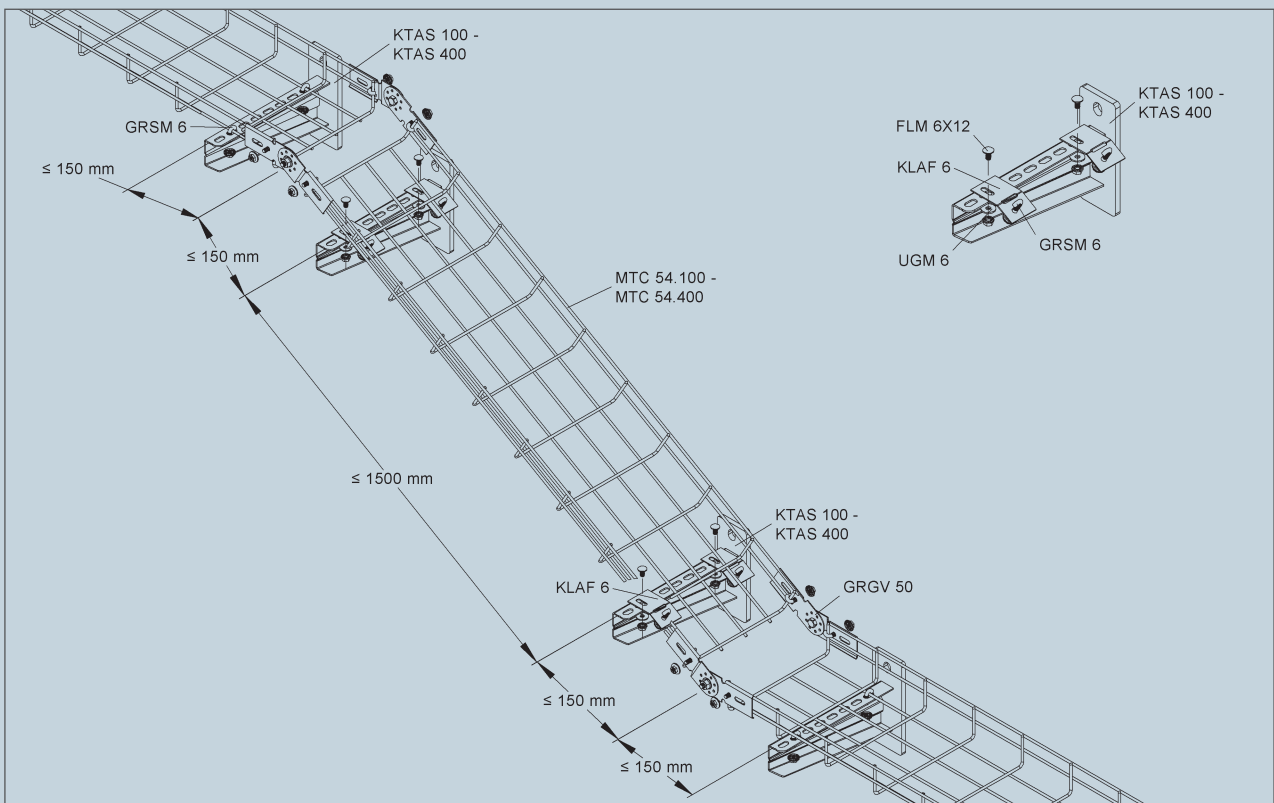 KTAS 100 -
KTAS 400
GRSM 6
≤ 150 mm
≤ 150 mm
KTAS 100 -
KTAS 400
FLM 6X12
KLAF 6
GRSM 6
UGM 6
MTC 54.100 -
MTC 54.400
≤ 1500 mm
KTAS 100 -
KTAS 400
KLAF 6
GRGV 50
≤ 150 mm
≤ 150 mm